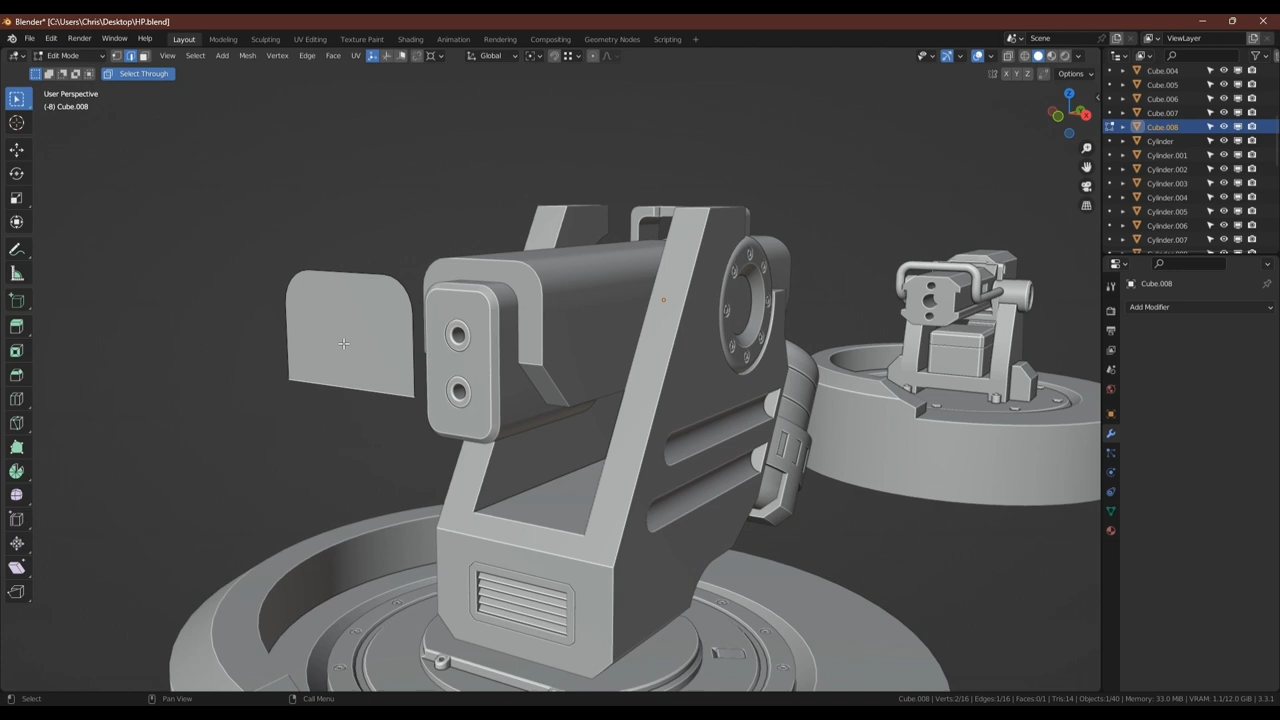 Blender* [C:\Users\Chris\Desktop\HP.blend]
File Edit Render Window Help Layout Modeling Sculpting UV Editing Texture Paint Shading Animation Rendering Compositing Geometry Nodes Scripting + Scene ViewLayer
Edit Mode View Select Add Mesh Vertex Edge Face UV Global
Select Through X Y Z Options
User Perspective
(-8) Cube.008
Z
X
Cube.004
Cube.005
Cube.006
Cube.007
Cube.008
Cylinder
Cylinder.001
Cylinder.002
Cylinder.003
Cylinder.004
Cylinder.005
Cylinder.006
Cylinder.007
Cube.008
Add Modifier
Select Pan View Call Menu Cube.008 | Verts:2/16 | Edges:1/16 | Faces:0/1 | Tris:14 | Objects:1/40 | Memory: 33.0 MiB | VRAM: 1.1/12.0 GiB | 3.3.1